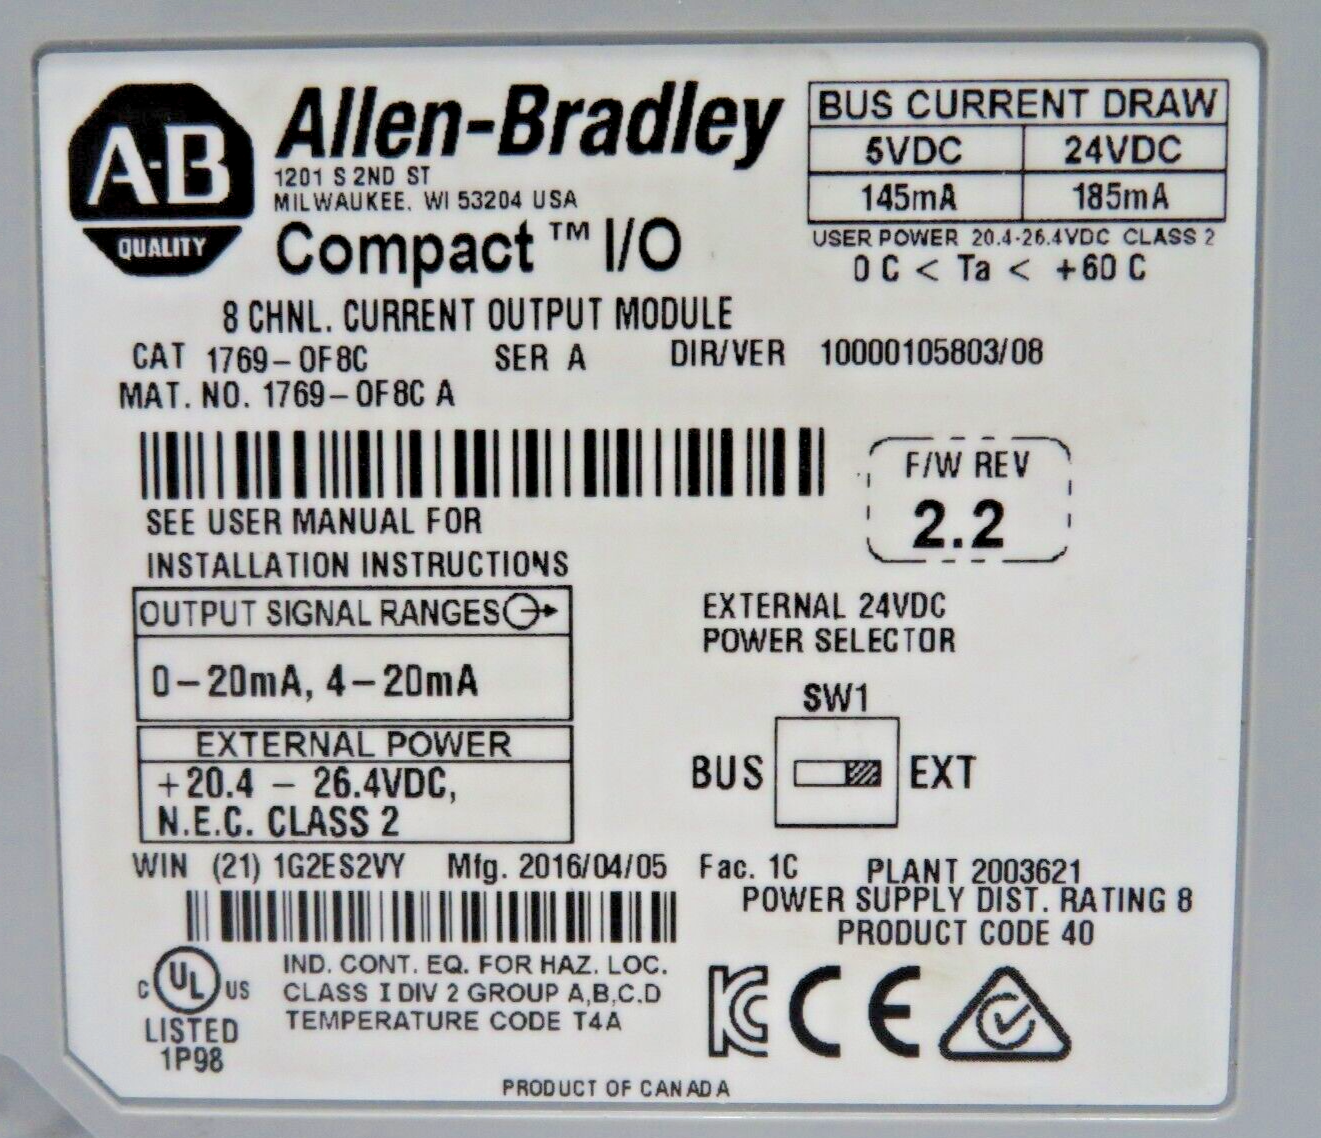 A-B
QUALITY
Allen-Bradley
1201 S 2ND ST
MILWAUKEE, WI 53204 USA
Compact™ I/O
BUS CURRENT DRAW
5VDC 24VDC
145mA 185mA
USER POWER 20.4-26.4VDC CLASS 2
0 C < Ta < +60 C
8 CHNL. CURRENT OUTPUT MODULE
CAT 1769-OF8C SER A DIR/VER 10000105803/08
MAT. NO. 1769-OF8C A
SEE USER MANUAL FOR
INSTALLATION INSTRUCTIONS
F/W REV
2.2
OUTPUT SIGNAL RANGES
0-20mA, 4-20mA
EXTERNAL POWER
+20.4 - 26.4VDC,
N.E.C. CLASS 2
EXTERNAL 24VDC
POWER SELECTOR
SW1
BUS EXT
WIN (21) 1G2ES2VY Mfg. 2016/04/05 Fac. 1C PLANT 2003621
POWER SUPPLY DIST. RATING 8
PRODUCT CODE 40
C UL US
LISTED
1P98
IND. CONT. EQ. FOR HAZ. LOC.
CLASS I DIV 2 GROUP A,B,C,D
TEMPERATURE CODE T4A
KC CE
PRODUCT OF CANADA